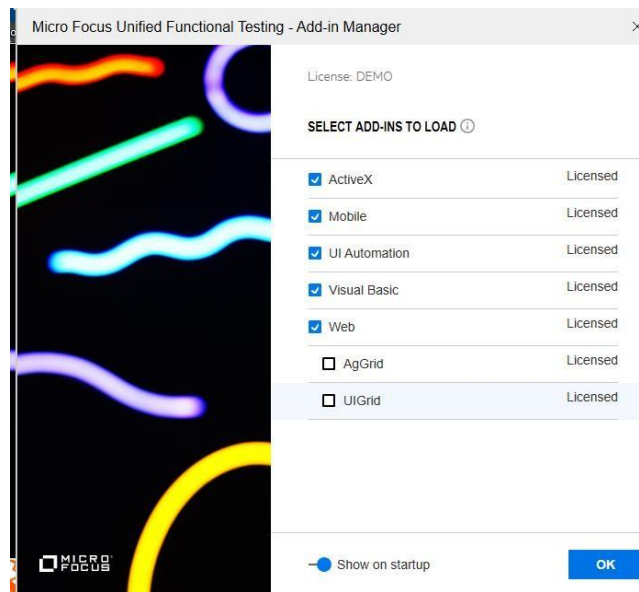 Micro Focus Unified Functional Testing - Add-in Manager
License: DEMO
SELECT ADD-INS TO LOAD
ActiveX Licensed
Mobile Licensed
UI Automation Licensed
Visual Basic Licensed
Web Licensed
AgGrid Licensed
UIGrid Licensed
MICRO
FOCUS
Show on startup
OK